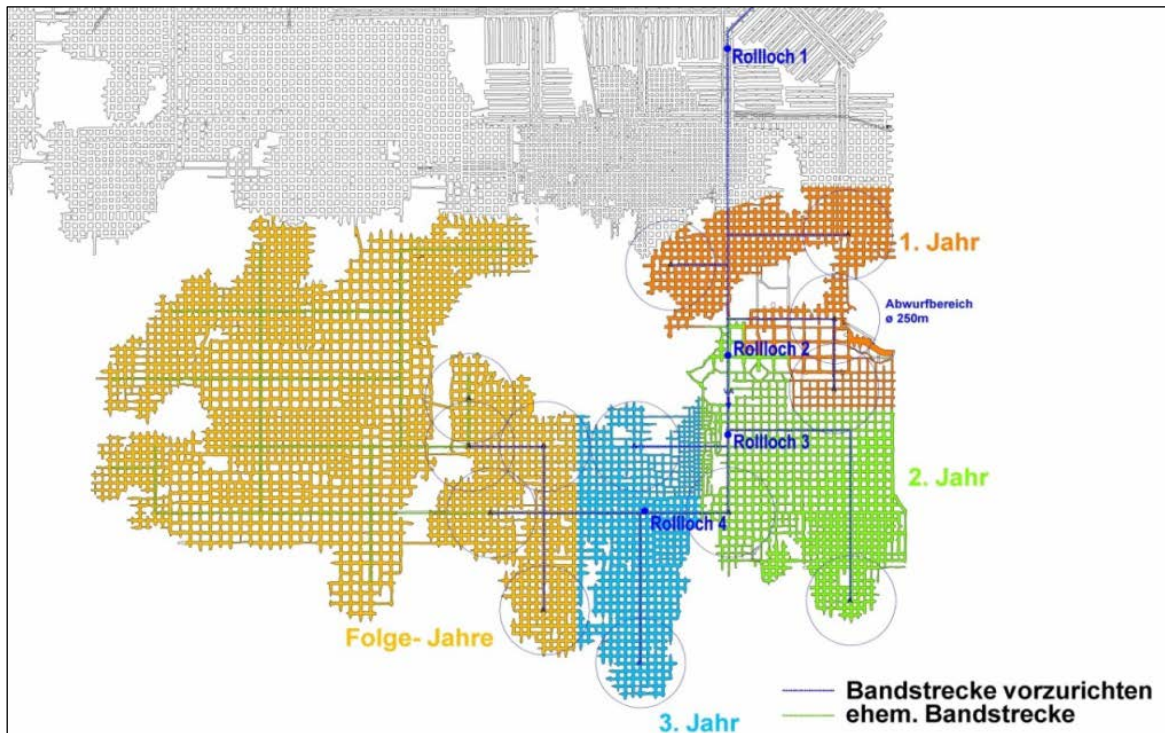 Rollloch 1
1. Jahr
Abwurfbereich
ø 250m
Rollloch 2
Rollloch 3
2. Jahr
Rollloch 4
Folge- Jahre
3. Jahr
Bandstrecke vorzurichten
ehem. Bandstrecke